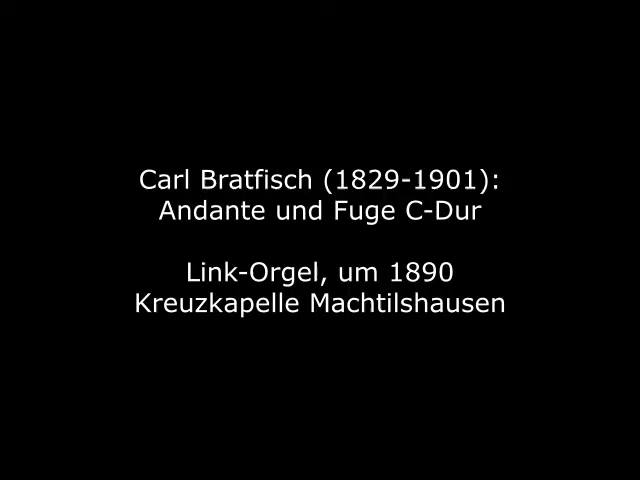 Carl Bratfisch (1829-1901):
Andante und Fuge C-Dur
Link-Orgel, um 1890
Kreuzkapelle Machtilshausen